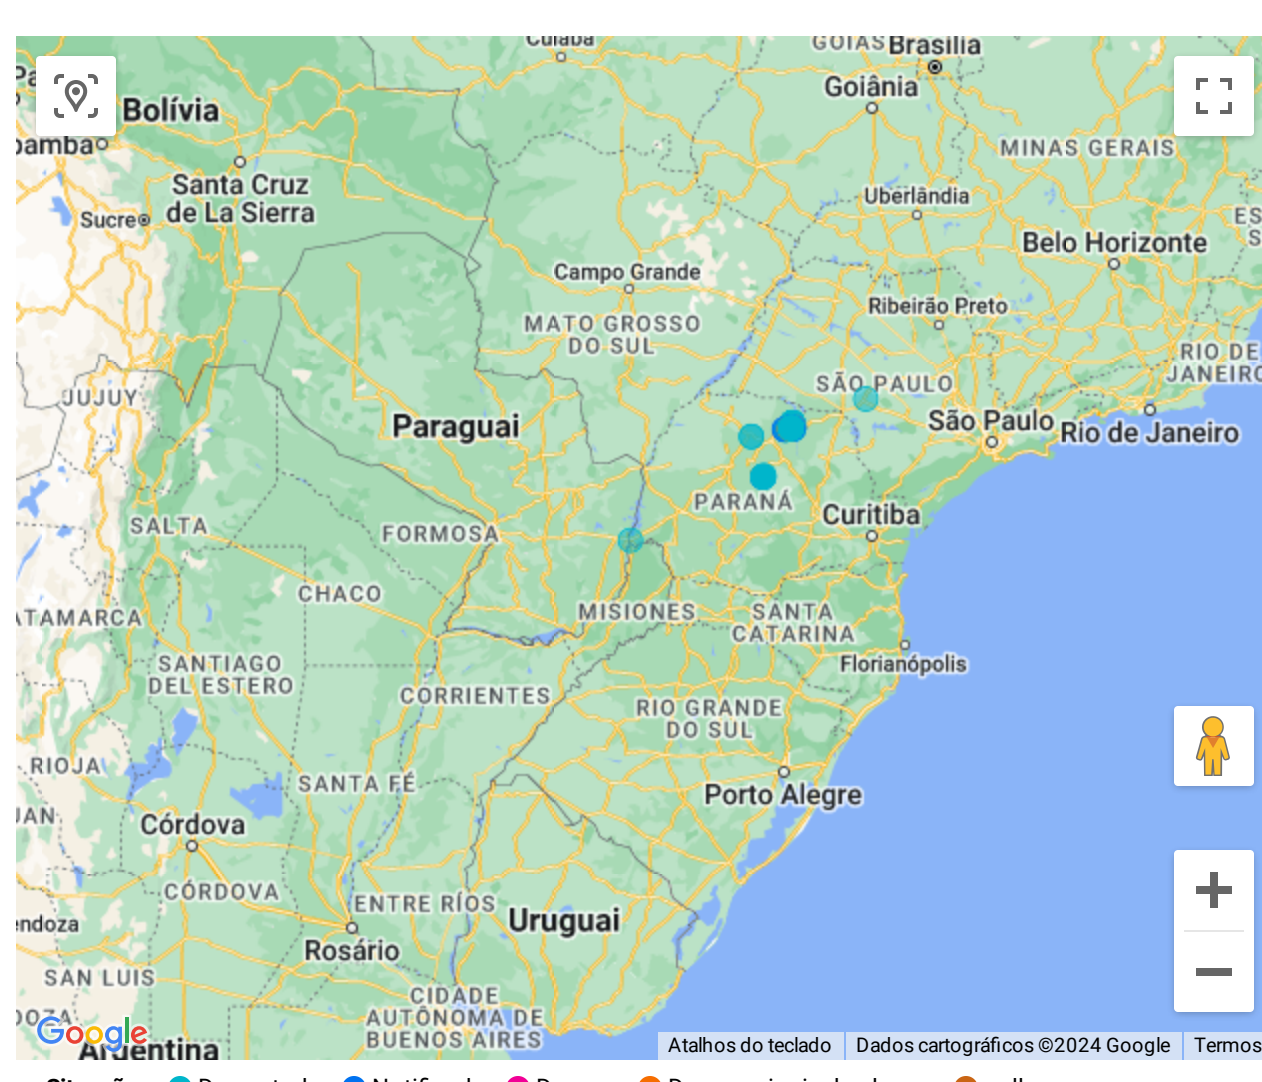 GOIÁS
Brasília
Goiânia
Bolívia
MINAS GERAIS
Santa Cruz
de La Sierra
Uberlândia
Sucre
Belo Horizonte
Campo Grande
Ribeirão Preto
MATO GROSSO
DO SUL
RIO DE
JANEIRO
SÃO PAULO
JUJUY
Paraguai
São Paulo
Rio de Janeiro
PARANÁ
Curitiba
SALTA
FORMOSA
CHACO
MISIONES
SANTA
CATARINA
ATAMARCA
SANTIAGO
DEL ESTERO
Florianópolis
CORRIENTES
RIO GRANDE
DO SUL
RIOJA
SANTA FÉ
Porto Alegre
Córdova
CÓRDOVA
ENTRE RÍOS
Uruguai
endoza
Rosário
SAN LUIS
CIDADE
AUTÔNOMA DE
BUENOS AIRES
Google
Argentina
Atalhos do teclado
Dados cartográficos ©2024 Google
Termos